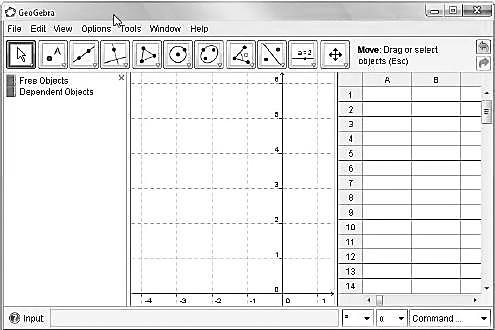 GeoGebra
File Edit View Options Tools Window Help
A
a=2
Move: Drag or select
objects (Esc)
Free Objects
Dependent Objects
A B
1
2
3
4
5
6
7
8
9
10
11
12
13
14
6
5
4
3
2
1
0
-4 -3 -2 -1 0 1
Input:
° α Command ...